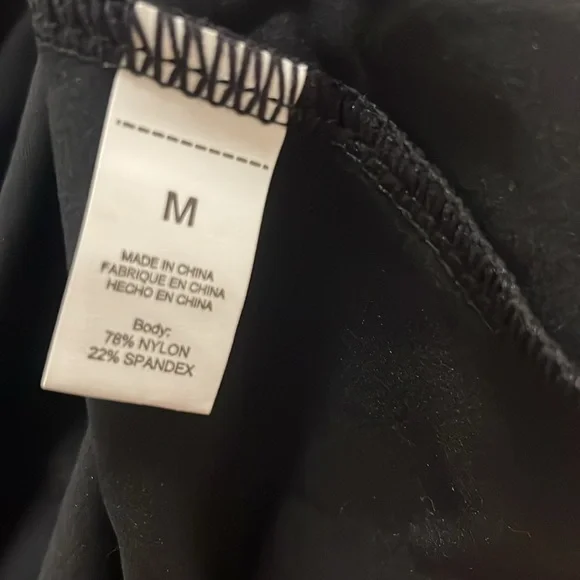 M
MADE IN CHINA
FABRIQUE EN CHINA
HECHO EN CHINA
Body:
78% NYLON
22% SPANDEX